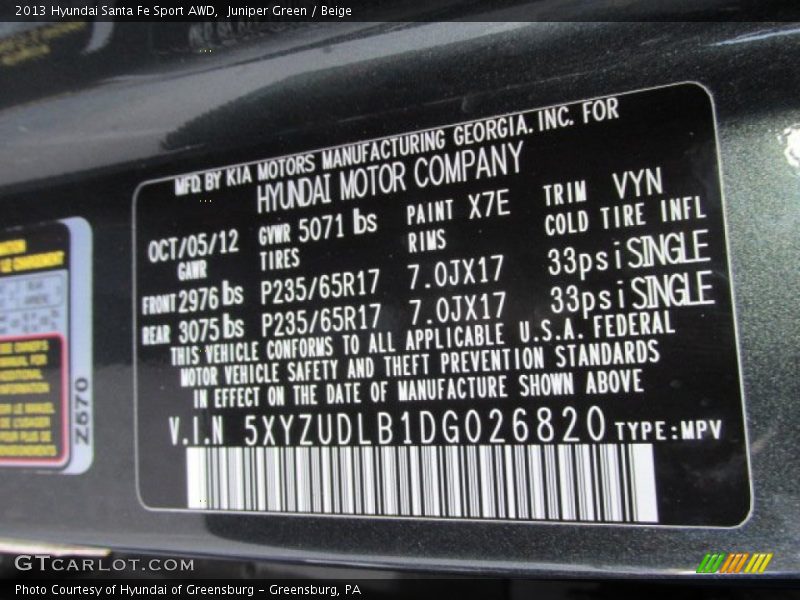 2013 Hyundai Santa Fe Sport AWD, Juniper Green / Beige
MFD BY KIA MOTORS MANUFACTURING GEORGIA. INC. FOR
HYUNDAI MOTOR COMPANY
OCT/05/12 GVWR 5071 lbs PAINT X7E TRIM VYN
GAWR TIRES RIMS COLD TIRE INFL
FRONT 2976 lbs P235/65R17 7.0JX17 33psi SINGLE
REAR 3075 lbs P235/65R17 7.0JX17 33psi SINGLE
THIS VEHICLE CONFORMS TO ALL APPLICABLE U.S.A. FEDERAL
MOTOR VEHICLE SAFETY AND THEFT PREVENTION STANDARDS
IN EFFECT ON THE DATE OF MANUFACTURE SHOWN ABOVE
V.I.N 5XYZUDLB1DG026820 TYPE:MPV
Z670
GTCARLOT.COM
Photo Courtesy of Hyundai of Greensburg – Greensburg, PA